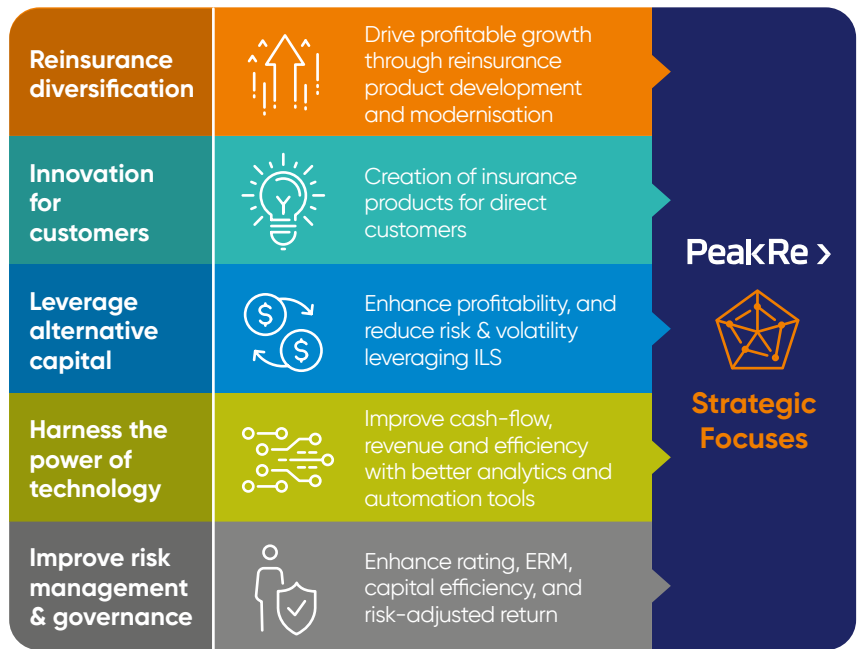 Reinsurance
diversification
Drive profitable growth
through reinsurance
product development
and modernisation
Innovation
for
customers
Creation of insurance
products for direct
customers
Leverage
alternative
capital
$
$
Enhance profitability, and
reduce risk & volatility
leveraging ILS
Harness the
power of
technology
Improve cash-flow,
revenue and efficiency
with better analytics and
automation tools
Improve risk
management
& governance
Enhance rating, ERM,
capital efficiency, and
risk-adjusted return
PeakRe
Strategic
Focuses